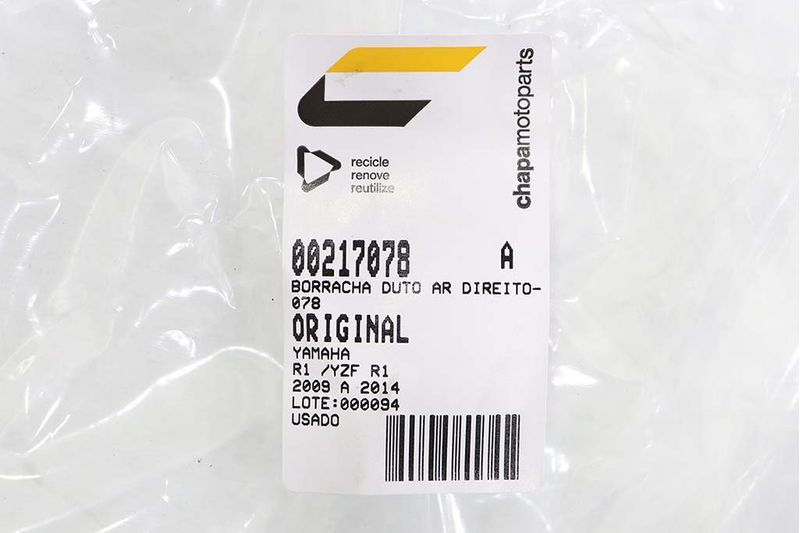 chapamotoparts
recicle
renove
reutilize
00217078 A
BORRACHA DUTO AR DIREITO-
078
ORIGINAL
YAMAHA
R1 /YZF R1
2009 A 2014
LOTE:000094
USADO